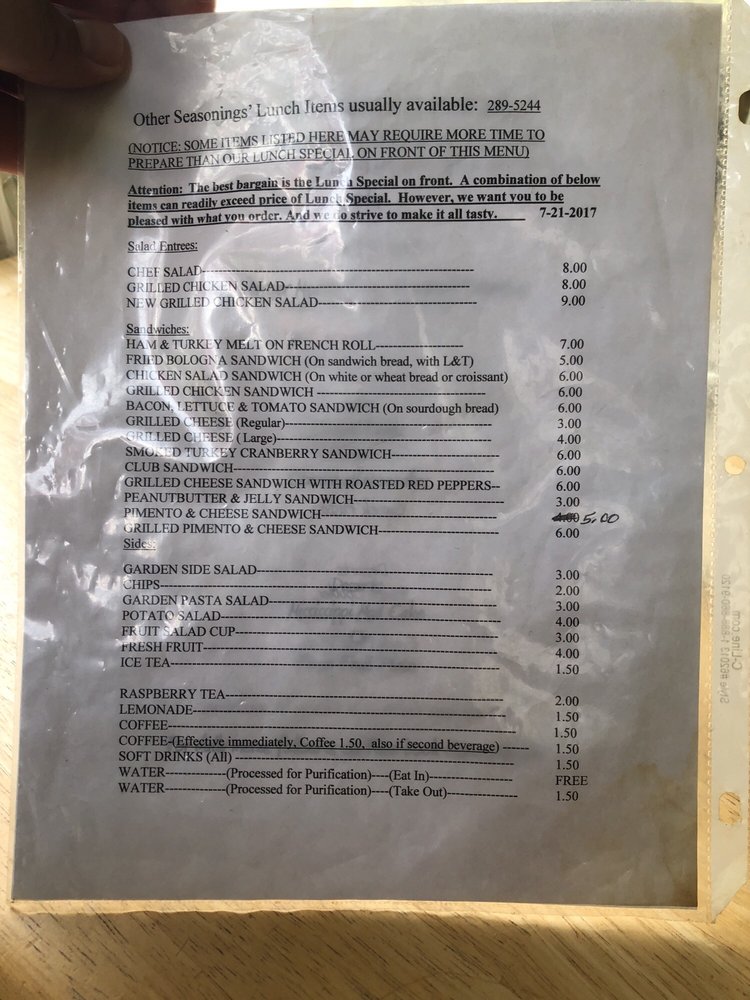 Other Seasonings' Lunch Items usually available: 289-5244
(NOTICE: SOME ITEMS LISTED HERE MAY REQUIRE MORE TIME TO
PREPARE THAN OUR LUNCH SPECIAL ON FRONT OF THIS MENU)
Attention: The best bargain is the Lunch Special on front. A combination of below
items can readily exceed price of Lunch Special. However, we want you to be
pleased with what you order. And we do strive to make it all tasty. 7-21-2017
Salad Entrees:
CHEF SALAD 8.00
GRILLED CHICKEN SALAD 8.00
NEW GRILLED CHICKEN SALAD 9.00
Sandwiches:
HAM & TURKEY MELT ON FRENCH ROLL 7.00
FRIED BOLOGNA SANDWICH (On sandwich bread, with L&T) 5.00
CHICKEN SALAD SANDWICH (On white or wheat bread or croissant) 6.00
GRILLED CHICKEN SANDWICH 6.00
BACON, LETTUCE & TOMATO SANDWICH (On sourdough bread) 6.00
GRILLED CHEESE (Regular) 3.00
GRILLED CHEESE ( Large) 4.00
SMOKED TURKEY CRANBERRY SANDWICH 6.00
CLUB SANDWICH 6.00
GRILLED CHEESE SANDWICH WITH ROASTED RED PEPPERS-- 6.00
PEANUTBUTTER & JELLY SANDWICH 3.00
PIMENTO & CHEESE SANDWICH 5.00
GRILLED PIMENTO & CHEESE SANDWICH 6.00
Sides:
GARDEN SIDE SALAD 3.00
CHIPS 2.00
GARDEN PASTA SALAD 3.00
POTATO SALAD 4.00
FRUIT SALAD CUP 3.00
FRESH FRUIT 4.00
ICE TEA 1.50
RASPBERRY TEA 2.00
LEMONADE 1.50
COFFEE 1.50
COFFEE-(Effective immediately, Coffee 1.50, also if second beverage) ------ 1.50
SOFT DRINKS (All) 1.50
WATER-------------(Processed for Purification)----(Eat In) FREE
WATER-------------(Processed for Purification)----(Take Out) 1.50
C-Line.com